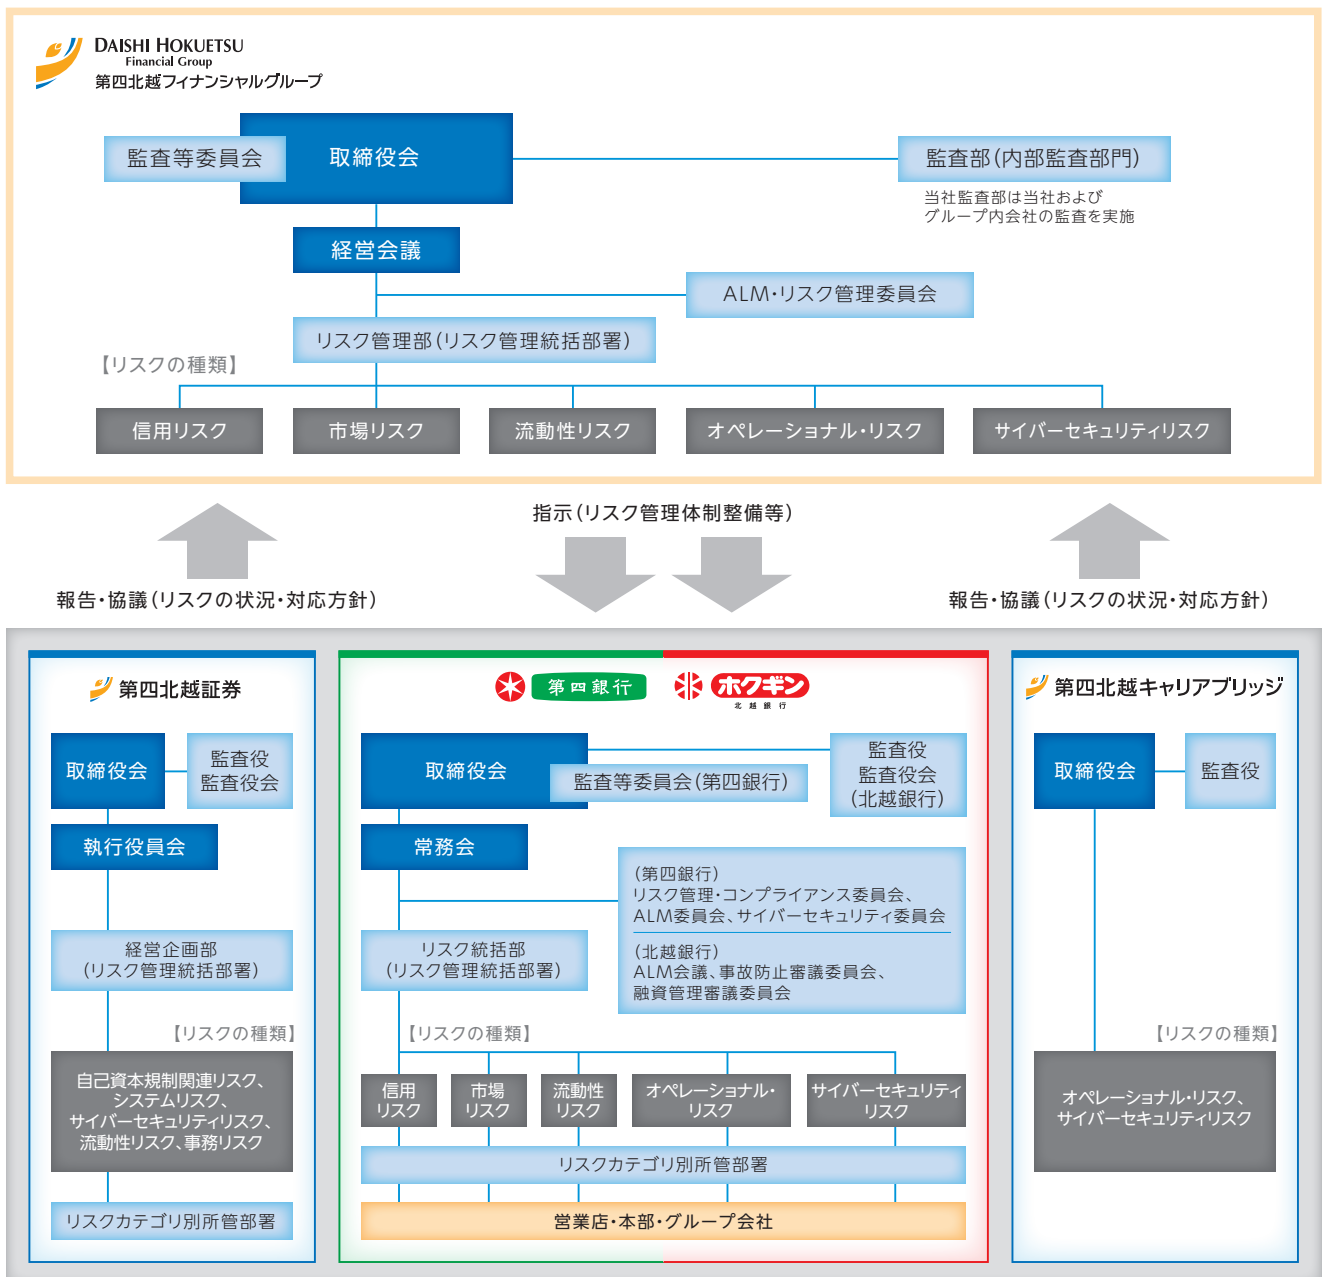 DAISHI HOKUETSU
Financial Group
第四北越フィナンシャルグループ
監査等委員会
取締役会
監査部(内部監査部門)
当社監査部は当社および
グループ内会社の監査を実施
経営会議
ALM・リスク管理委員会
リスク管理部(リスク管理統括部署)
【リスクの種類】
信用リスク
市場リスク
流動性リスク
オペレーショナル・リスク
サイバーセキュリティリスク
指示(リスク管理体制整備等)
報告・協議(リスクの状況・対応方針)
報告・協議(リスクの状況・対応方針)
第四北越証券
取締役会
監査役
監査役会
執行役員会
経営企画部
(リスク管理統括部署)
【リスクの種類】
自己資本規制関連リスク、
システムリスク、
サイバーセキュリティリスク、
流動性リスク、事務リスク
リスクカテゴリ別所管部署
第四銀行
ホクギン
北越銀行
取締役会
監査等委員会(第四銀行)
監査役
監査役会
(北越銀行)
常務会
(第四銀行)
リスク管理・コンプライアンス委員会、
ALM委員会、サイバーセキュリティ委員会
(北越銀行)
ALM会議、事故防止審議委員会、
融資管理審議委員会
リスク統括部
(リスク管理統括部署)
【リスクの種類】
信用
リスク
市場
リスク
流動性
リスク
オペレーショナル・
リスク
サイバーセキュリティ
リスク
リスクカテゴリ別所管部署
営業店・本部・グループ会社
第四北越キャリアブリッジ
取締役会
監査役
【リスクの種類】
オペレーショナル・リスク、
サイバーセキュリティリスク